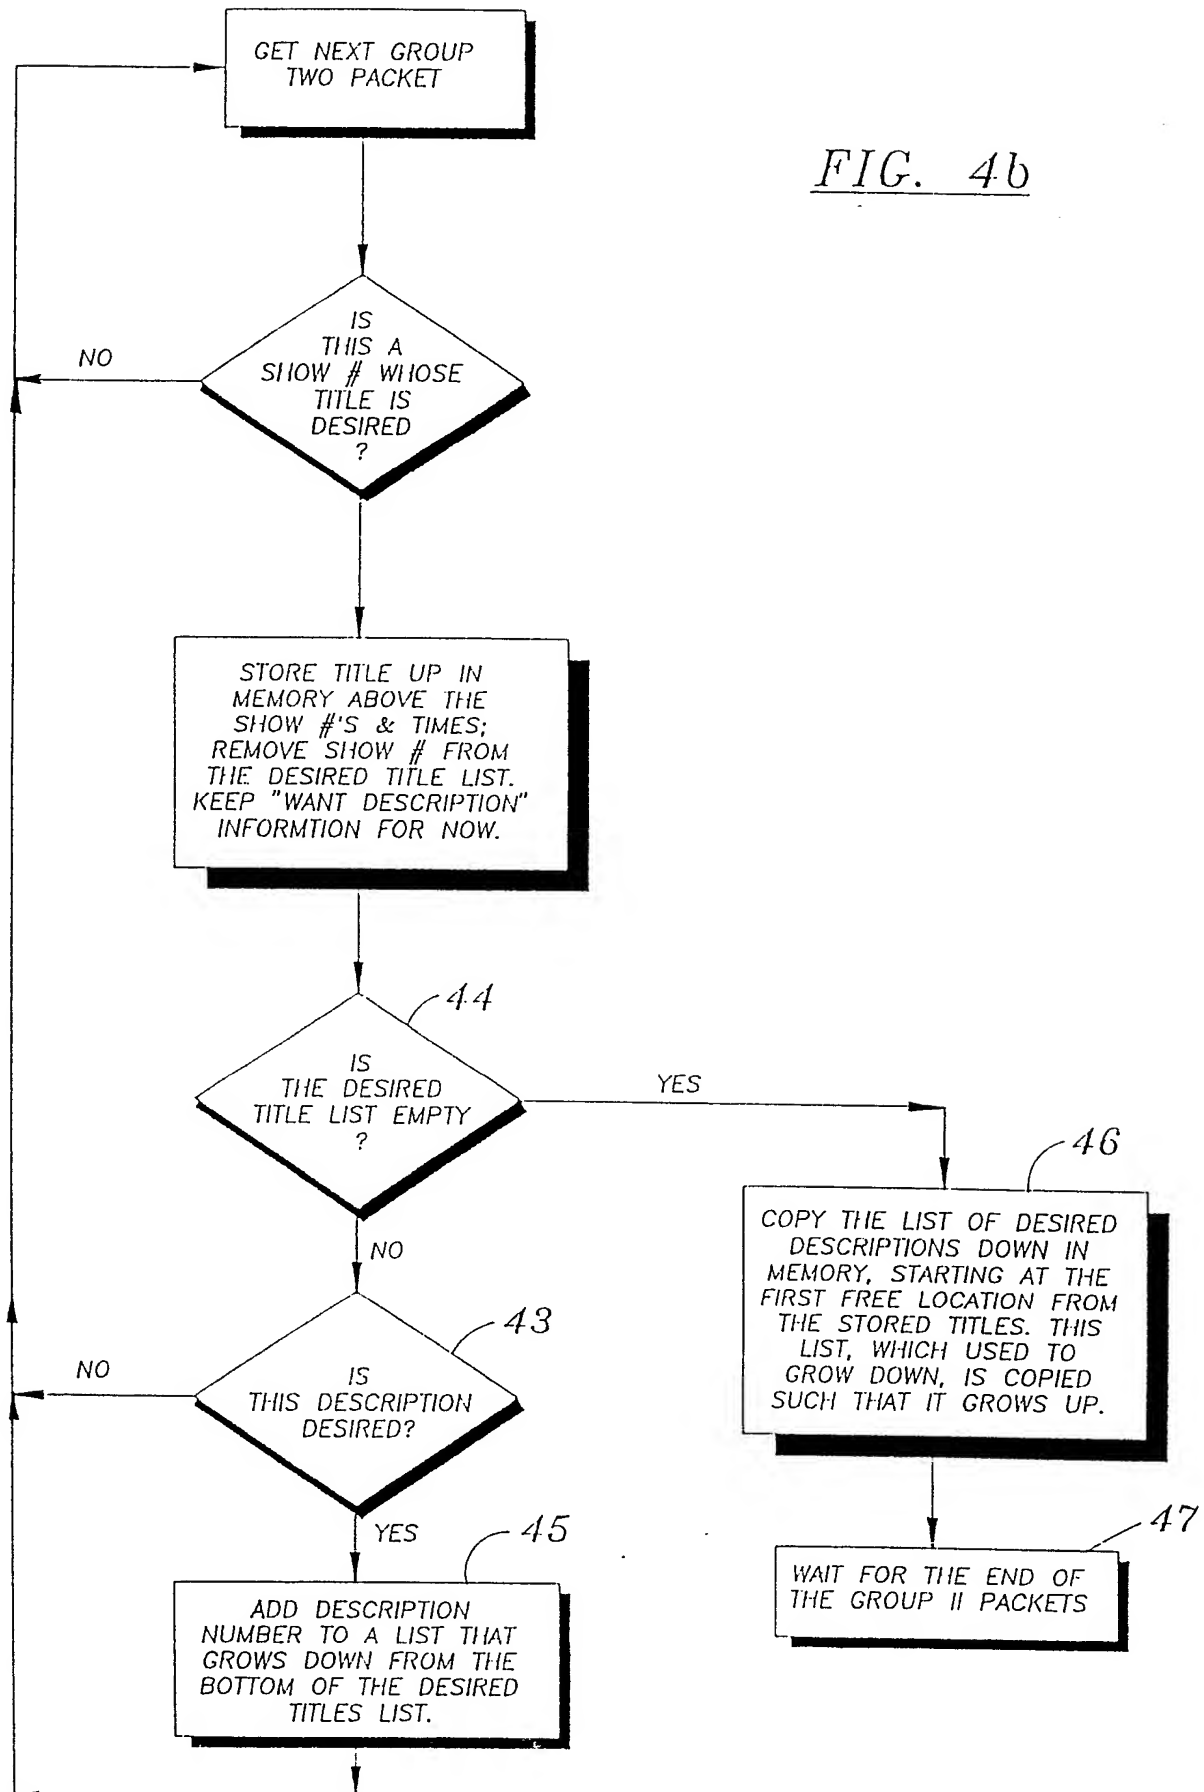 GET NEXT GROUP
TWO PACKET
FIG. 4b
IS
THIS A
SHOW # WHOSE
TITLE IS
DESIRED
?
NO
STORE TITLE UP IN
MEMORY ABOVE THE
SHOW #'S & TIMES;
REMOVE SHOW # FROM
THE DESIRED TITLE LIST.
KEEP "WANT DESCRIPTION"
INFORMTION FOR NOW.
44
IS
THE DESIRED
TITLE LIST EMPTY
?
YES
NO
46
COPY THE LIST OF DESIRED
DESCRIPTIONS DOWN IN
MEMORY, STARTING AT THE
FIRST FREE LOCATION FROM
THE STORED TITLES. THIS
LIST, WHICH USED TO
GROW DOWN, IS COPIED
SUCH THAT IT GROWS UP.
43
IS
THIS DESCRIPTION
DESIRED?
NO
YES
45
ADD DESCRIPTION
NUMBER TO A LIST THAT
GROWS DOWN FROM THE
BOTTOM OF THE DESIRED
TITLES LIST.
47
WAIT FOR THE END OF
THE GROUP II PACKETS